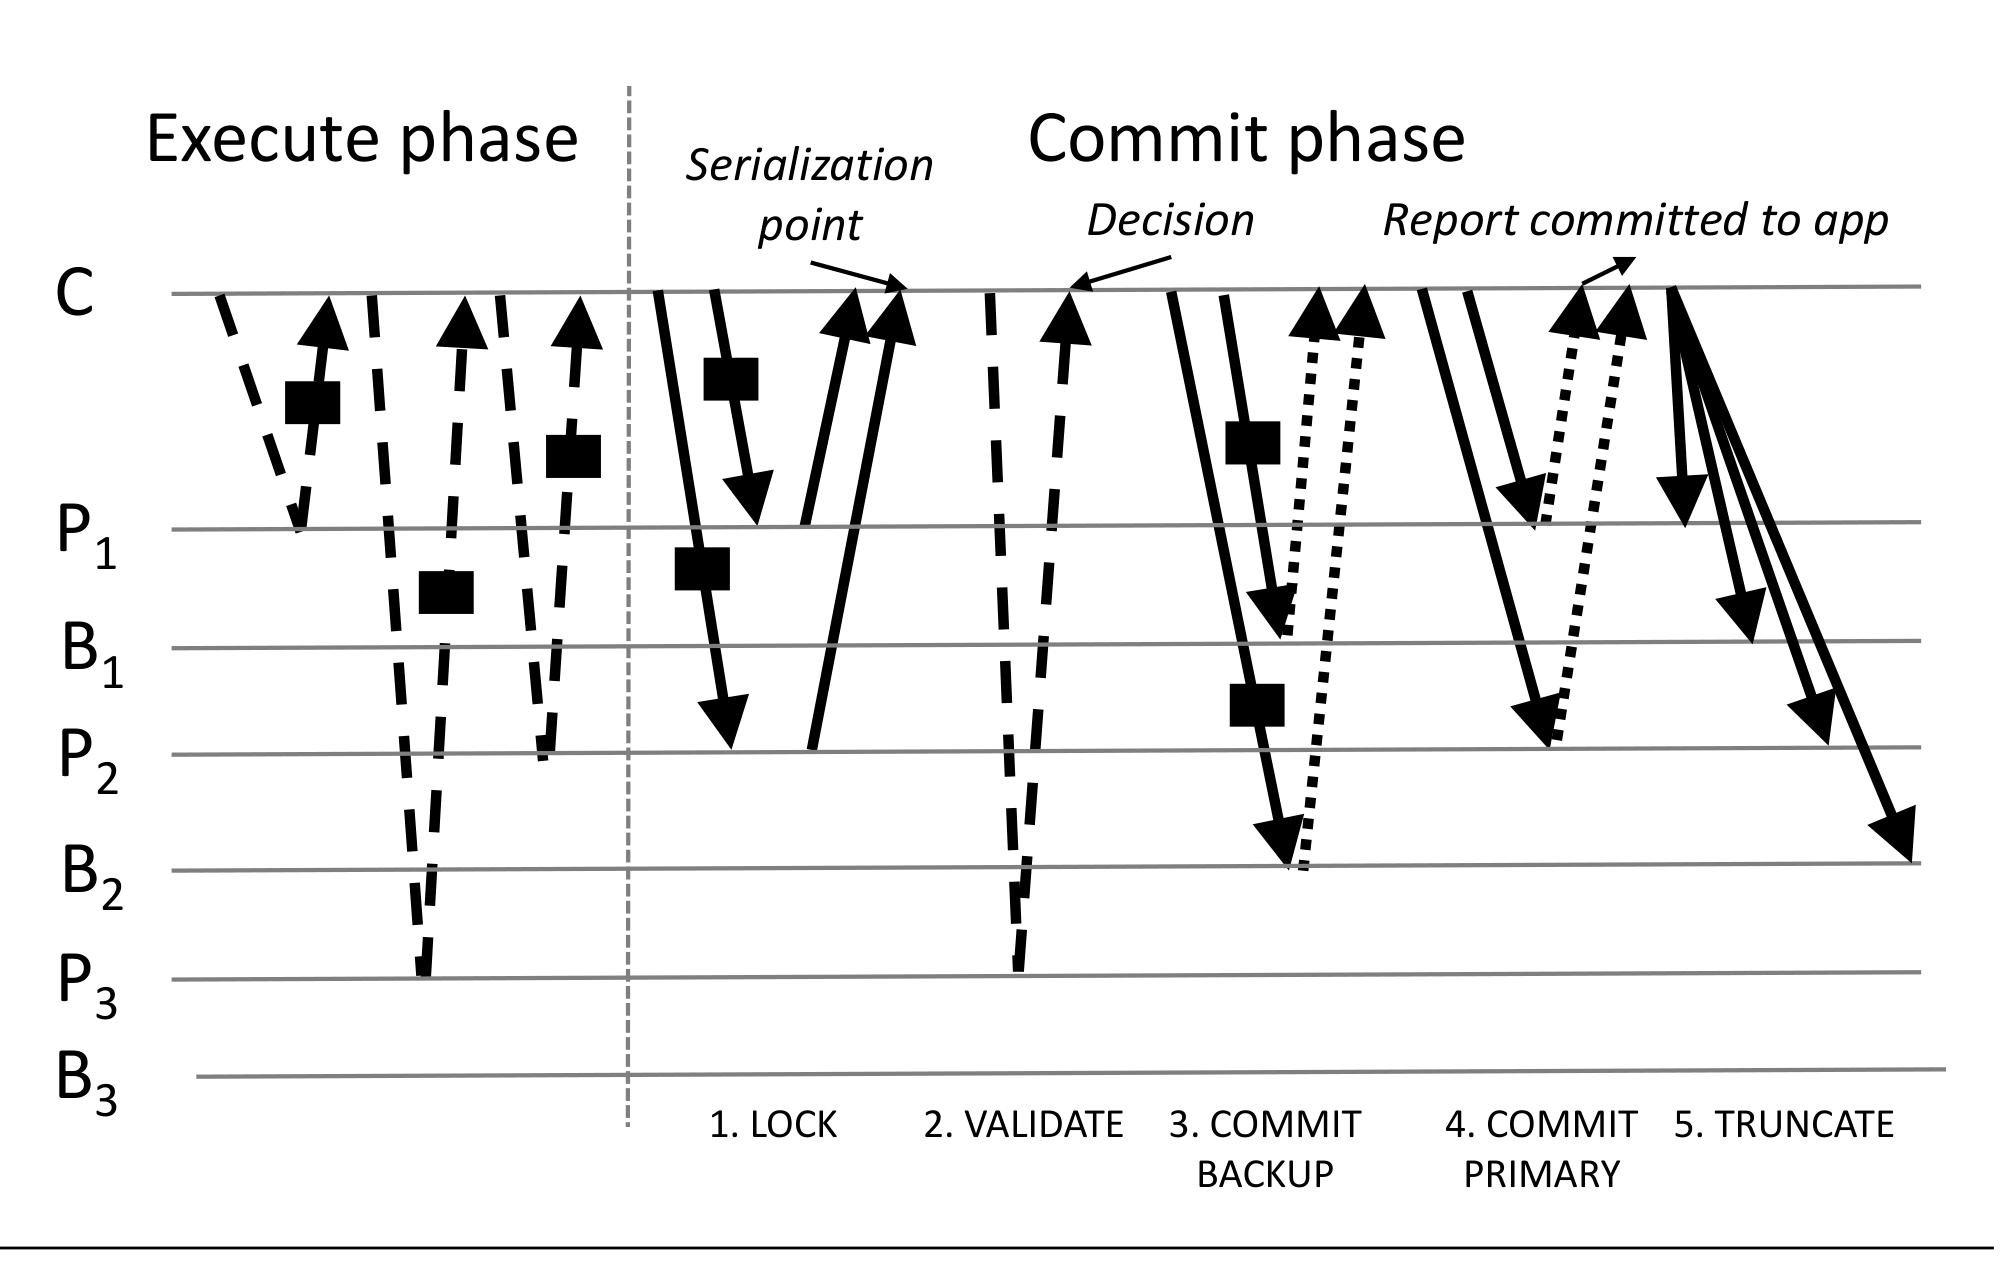 Execute phase
Commit phase
Serialization
point
Decision
Report committed to app
C
P1
B1
P2
B2
P3
B3
1. LOCK
2. VALIDATE
3. COMMIT
BACKUP
4. COMMIT
PRIMARY
5. TRUNCATE